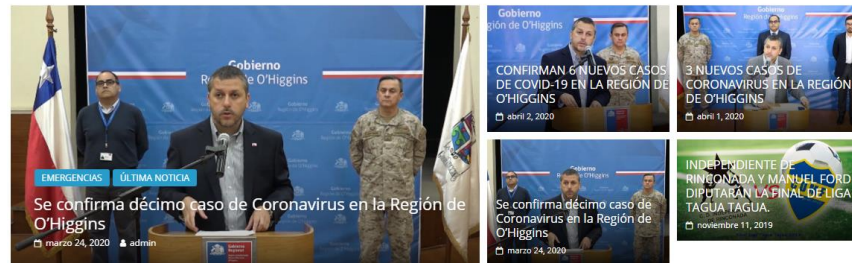 Gobierno
Región de O'Higgins
EMERGENCIAS
ÚLTIMA NOTICIA
Se confirma décimo caso de Coronavirus en la Región de
O'Higgins
marzo 24, 2020 admin
Gobierno
gión de O'Higgins
CONFIRMAN 6 NUEVOS CASOS
DE COVID-19 EN LA REGIÓN DE
O'HIGGINS
abril 2, 2020
Gobierno
3 NUEVOS CASOS DE
CORONAVIRUS EN LA REGIÓN
DE O'HIGGINS
abril 1, 2020
Gobierno
Se confirma décimo caso de
Coronavirus en la Región de
O'Higgins
marzo 24, 2020
INDEPENDIENTE DE
RINCONADA Y MANUEL FORD
DIPUTARÁN LA FINAL DE LIGA
TAGUA TAGUA.
noviembre 11, 2019